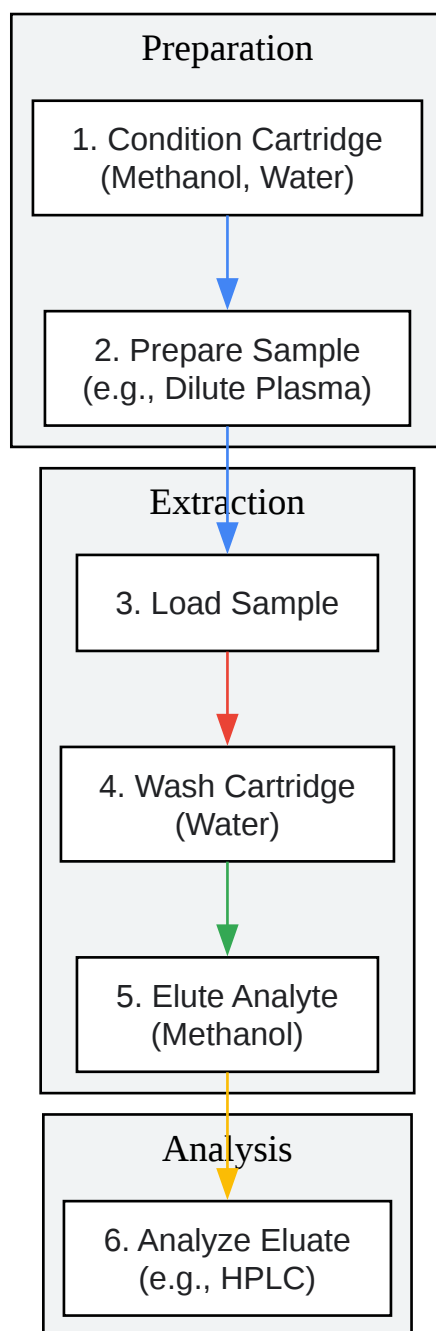 Preparation
1. Condition Cartridge
(Methanol, Water)
2. Prepare Sample
(e.g., Dilute Plasma)
Extraction
3. Load Sample
4. Wash Cartridge
(Water)
5. Elute Analyte
(Methanol)
Analysis
6. Analyze Eluate
(e.g., HPLC)